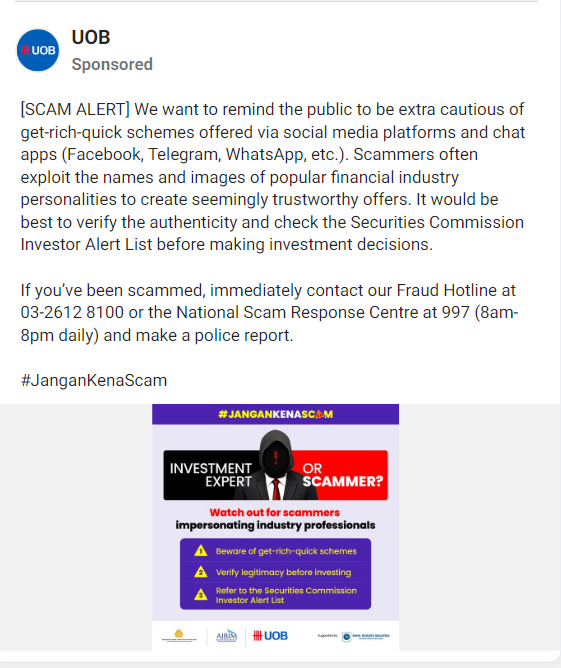 UOB
UOB
Sponsored
[SCAM ALERT] We want to remind the public to be extra cautious of
get-rich-quick schemes offered via social media platforms and chat
apps (Facebook, Telegram, WhatsApp, etc.). Scammers often
exploit the names and images of popular financial industry
personalities to create seemingly trustworthy offers. It would be
best to verify the authenticity and check the Securities Commission
Investor Alert List before making investment decisions.
If you’ve been scammed, immediately contact our Fraud Hotline at
03-2612 8100 or the National Scam Response Centre at 997 (8am-
8pm daily) and make a police report.
#JanganKenaScam
#JANGANKENASCAM
INVESTMENT
EXPERT
OR
SCAMMER?
Watch out for scammers
impersonating industry professionals
1 Beware of get-rich-quick schemes
2 Verify legitimacy before investing
3 Refer to the Securities Commission
Investor Alert List
AIBIM
UOB
supported by
BANK NEGARA MALAYSIA